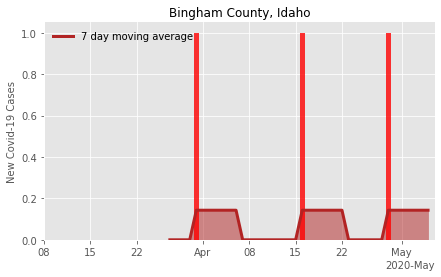 Bingham County, Idaho
7 day moving average
New Covid-19 Cases
1.0
0.8
0.6
0.4
0.2
0.0
08 15 22 Apr 08 15 22 May
2020-May